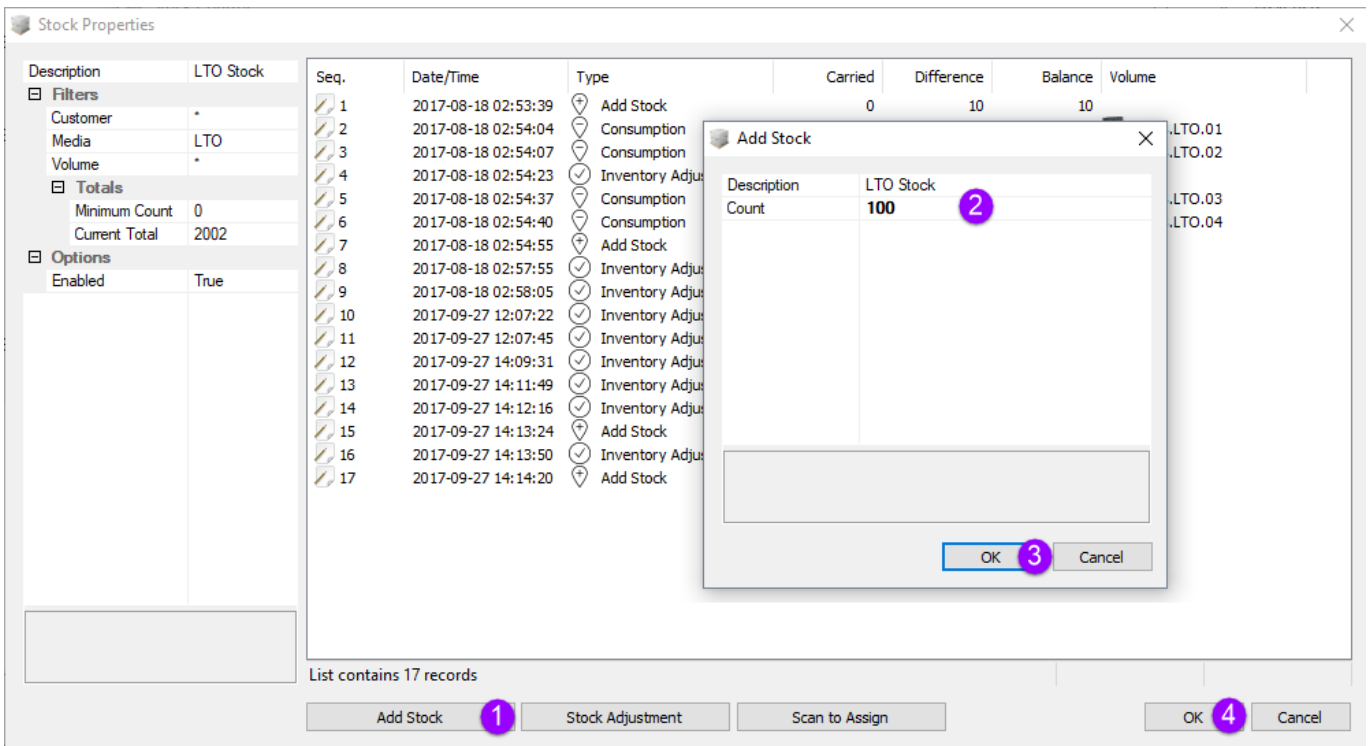 Stock Properties
Description LTO Stock
Filters
Customer *
Media LTO
Volume *
Totals
Minimum Count 0
Current Total 2002
Options
Enabled True
Seq. Date/Time Type Carried Difference Balance Volume
1 2017-08-18 02:53:39 Add Stock 0 10 10
2 2017-08-18 02:54:04 Consumption .LTO.01
3 2017-08-18 02:54:07 Consumption .LTO.02
4 2017-08-18 02:54:23 Inventory Adju
5 2017-08-18 02:54:37 Consumption .LTO.03
6 2017-08-18 02:54:40 Consumption .LTO.04
7 2017-08-18 02:54:55 Add Stock
8 2017-08-18 02:57:55 Inventory Adju
9 2017-08-18 02:58:05 Inventory Adju
10 2017-09-27 12:07:22 Inventory Adju
11 2017-09-27 12:07:45 Inventory Adju
12 2017-09-27 14:09:31 Inventory Adju
13 2017-09-27 14:11:49 Inventory Adju
14 2017-09-27 14:12:16 Inventory Adju
15 2017-09-27 14:13:24 Add Stock
16 2017-09-27 14:13:50 Inventory Adju
17 2017-09-27 14:14:20 Add Stock
Add Stock
Description LTO Stock
Count 100 2
OK 3 Cancel
List contains 17 records
Add Stock 1 Stock Adjustment Scan to Assign OK 4 Cancel